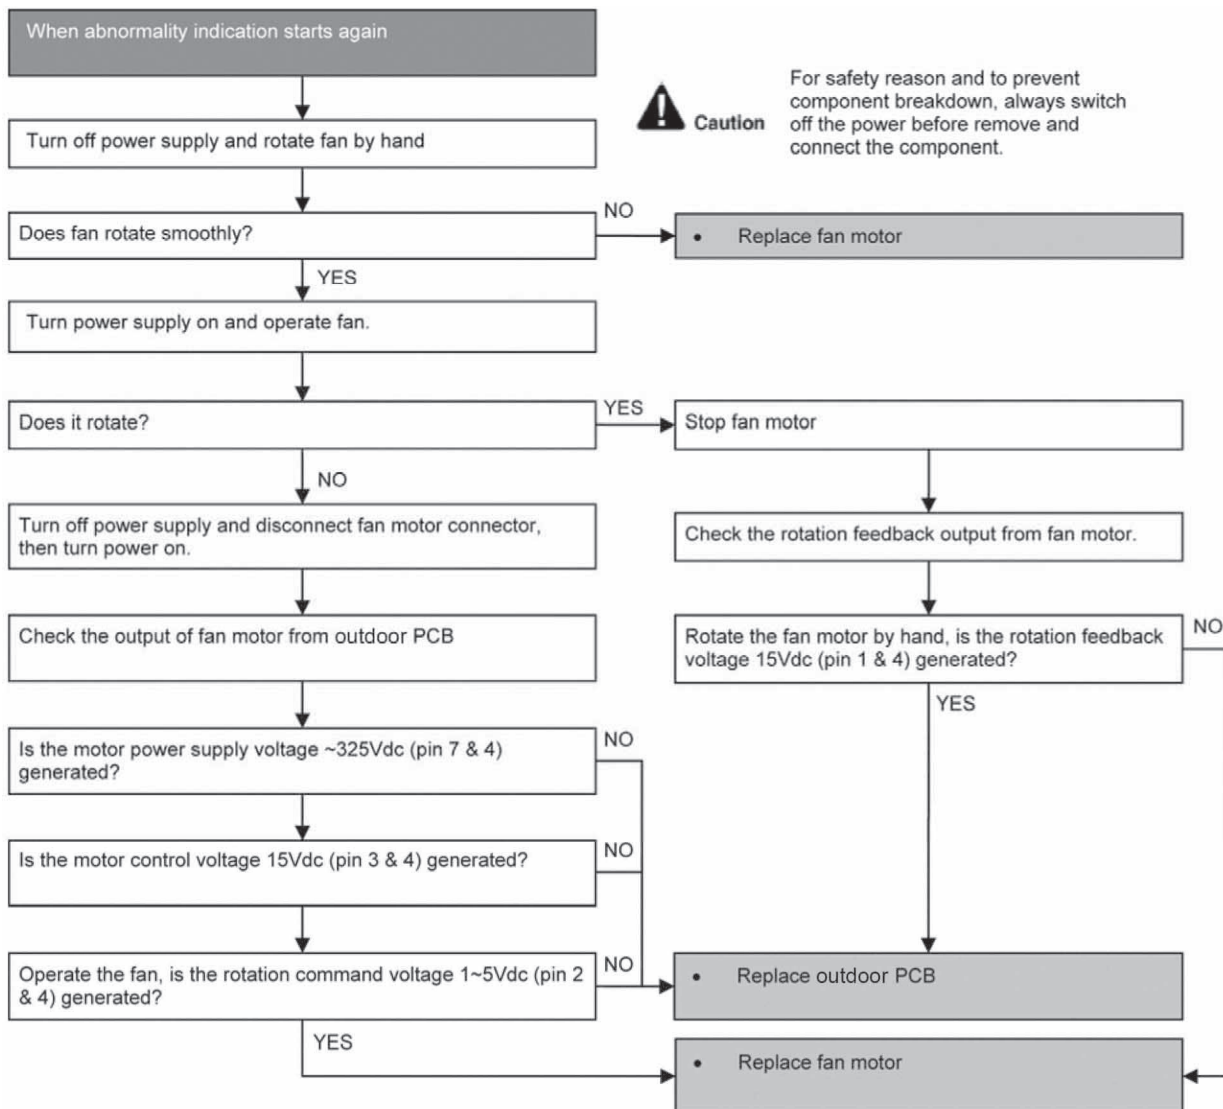 When abnormality indication starts again
Turn off power supply and rotate fan by hand
Caution
For safety reason and to prevent
component breakdown, always switch
off the power before remove and
connect the component.
Does fan rotate smoothly?
NO
• Replace fan motor
YES
Turn power supply on and operate fan.
Does it rotate?
YES
Stop fan motor
NO
Turn off power supply and disconnect fan motor connector,
then turn power on.
Check the rotation feedback output from fan motor.
Check the output of fan motor from outdoor PCB
Rotate the fan motor by hand, is the rotation feedback
voltage 15Vdc (pin 1 & 4) generated?
NO
YES
Is the motor power supply voltage ~325Vdc (pin 7 & 4)
generated?
NO
Is the motor control voltage 15Vdc (pin 3 & 4) generated?
NO
Operate the fan, is the rotation command voltage 1~5Vdc (pin 2
& 4) generated?
NO
• Replace outdoor PCB
YES
• Replace fan motor